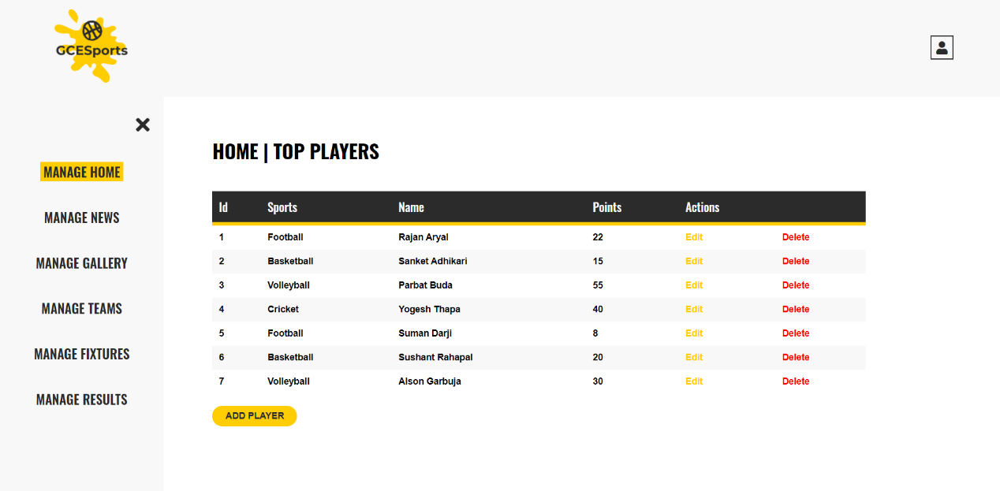 GCESports
MANAGE HOME
MANAGE NEWS
MANAGE GALLERY
MANAGE TEAMS
MANAGE FIXTURES
MANAGE RESULTS
HOME | TOP PLAYERS
Id Sports Name Points Actions
1 Football Rajan Aryal 22 Edit Delete
2 Basketball Sanket Adhikari 15 Edit Delete
3 Volleyball Parbat Buda 55 Edit Delete
4 Cricket Yogesh Thapa 40 Edit Delete
5 Football Suman Darji 8 Edit Delete
6 Basketball Sushant Rahapal 20 Edit Delete
7 Volleyball Alson Garbuja 30 Edit Delete
ADD PLAYER